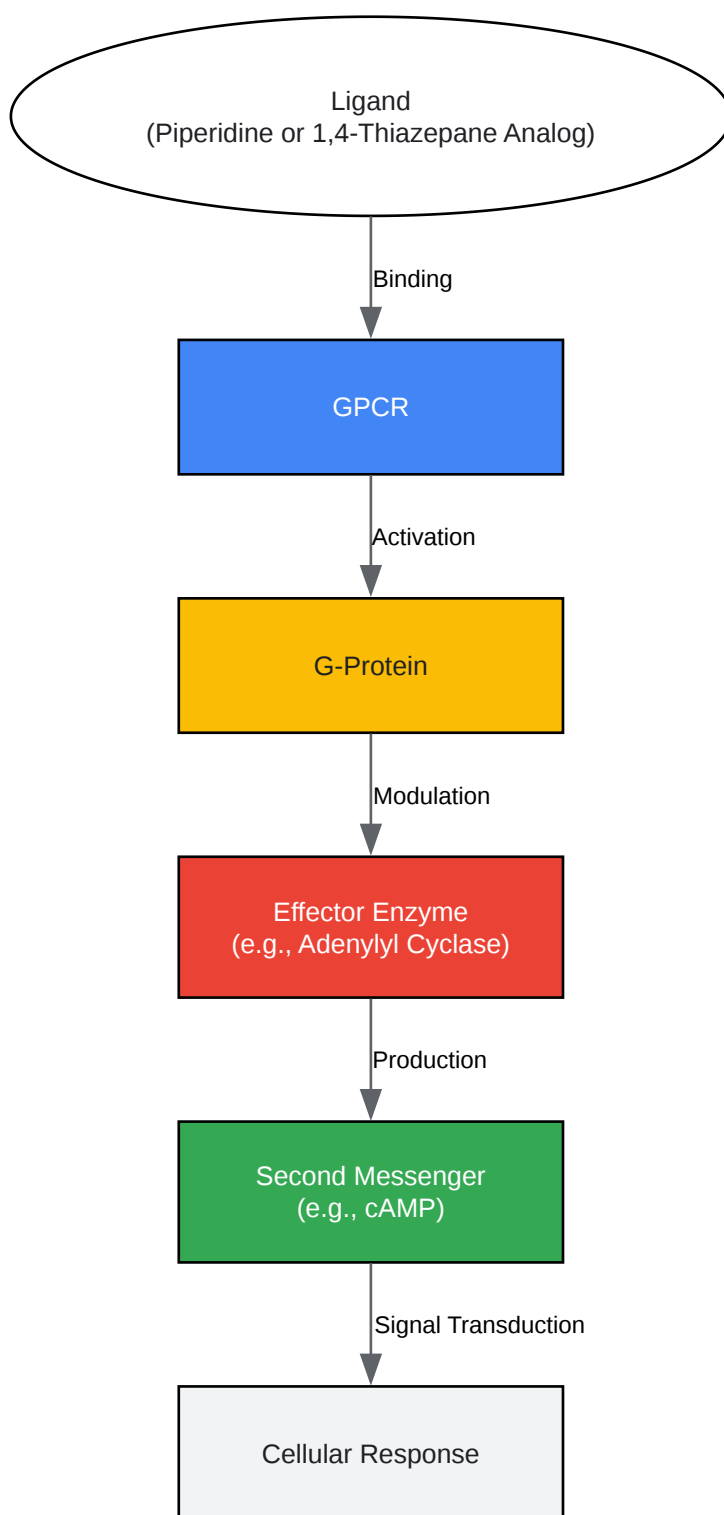 Ligand
(Piperidine or 1,4-Thiazepane Analog)
Binding
GPCR
Activation
G-Protein
Modulation
Effector Enzyme
(e.g., Adenylyl Cyclase)
Production
Second Messenger
(e.g., cAMP)
Signal Transduction
Cellular Response